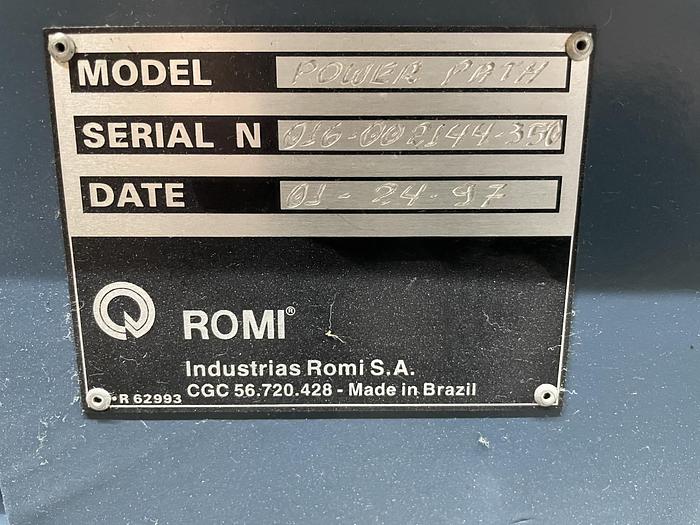 MODEL POWER PATH
SERIAL N 016-002144-350
DATE 01-24-97
ROMI®
Industrias Romi S.A.
CGC 56.720.428 - Made in Brazil
R 62993